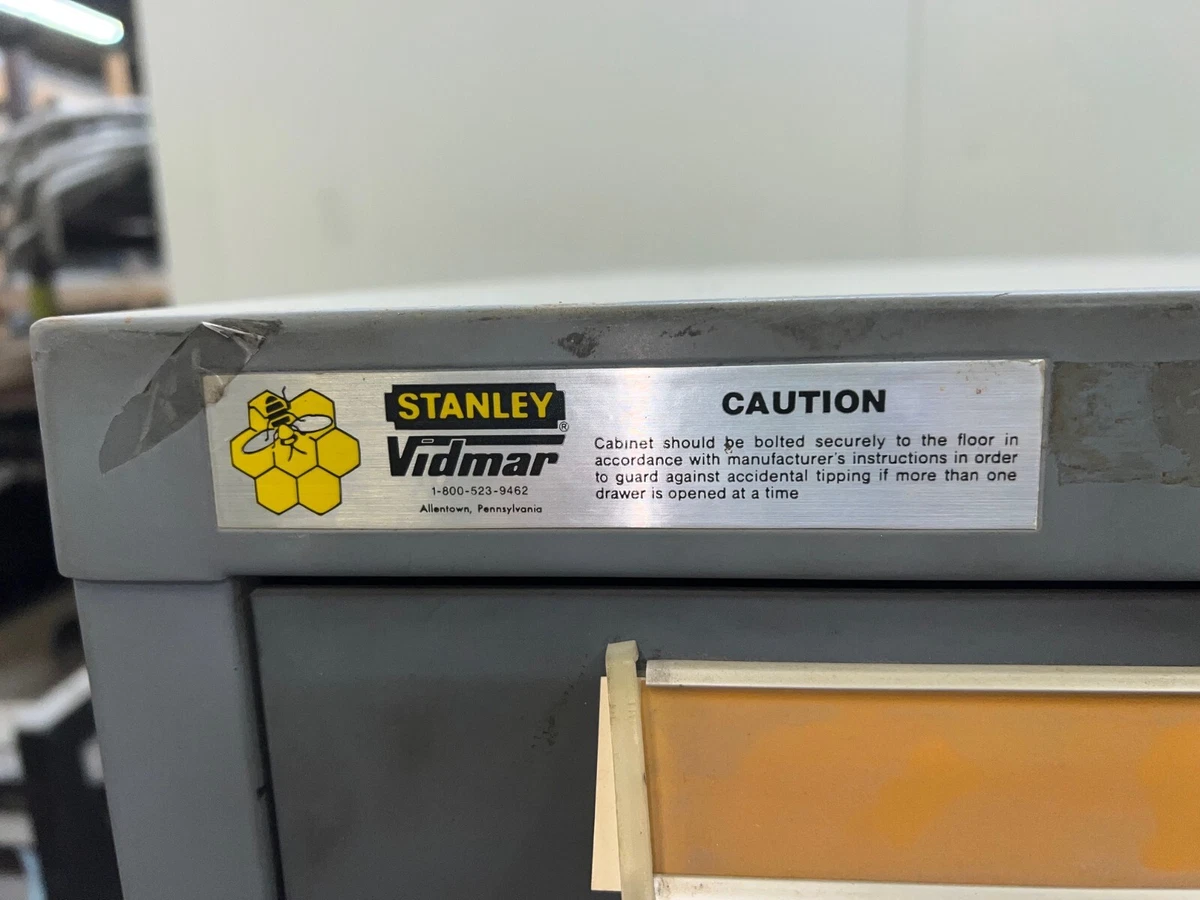 STANLEY®
Vidmar
1-800-523-9462
Allentown, Pennsylvania
CAUTION
Cabinet should be bolted securely to the floor in
accordance with manufacturer's instructions in order
to guard against accidental tipping if more than one
drawer is opened at a time